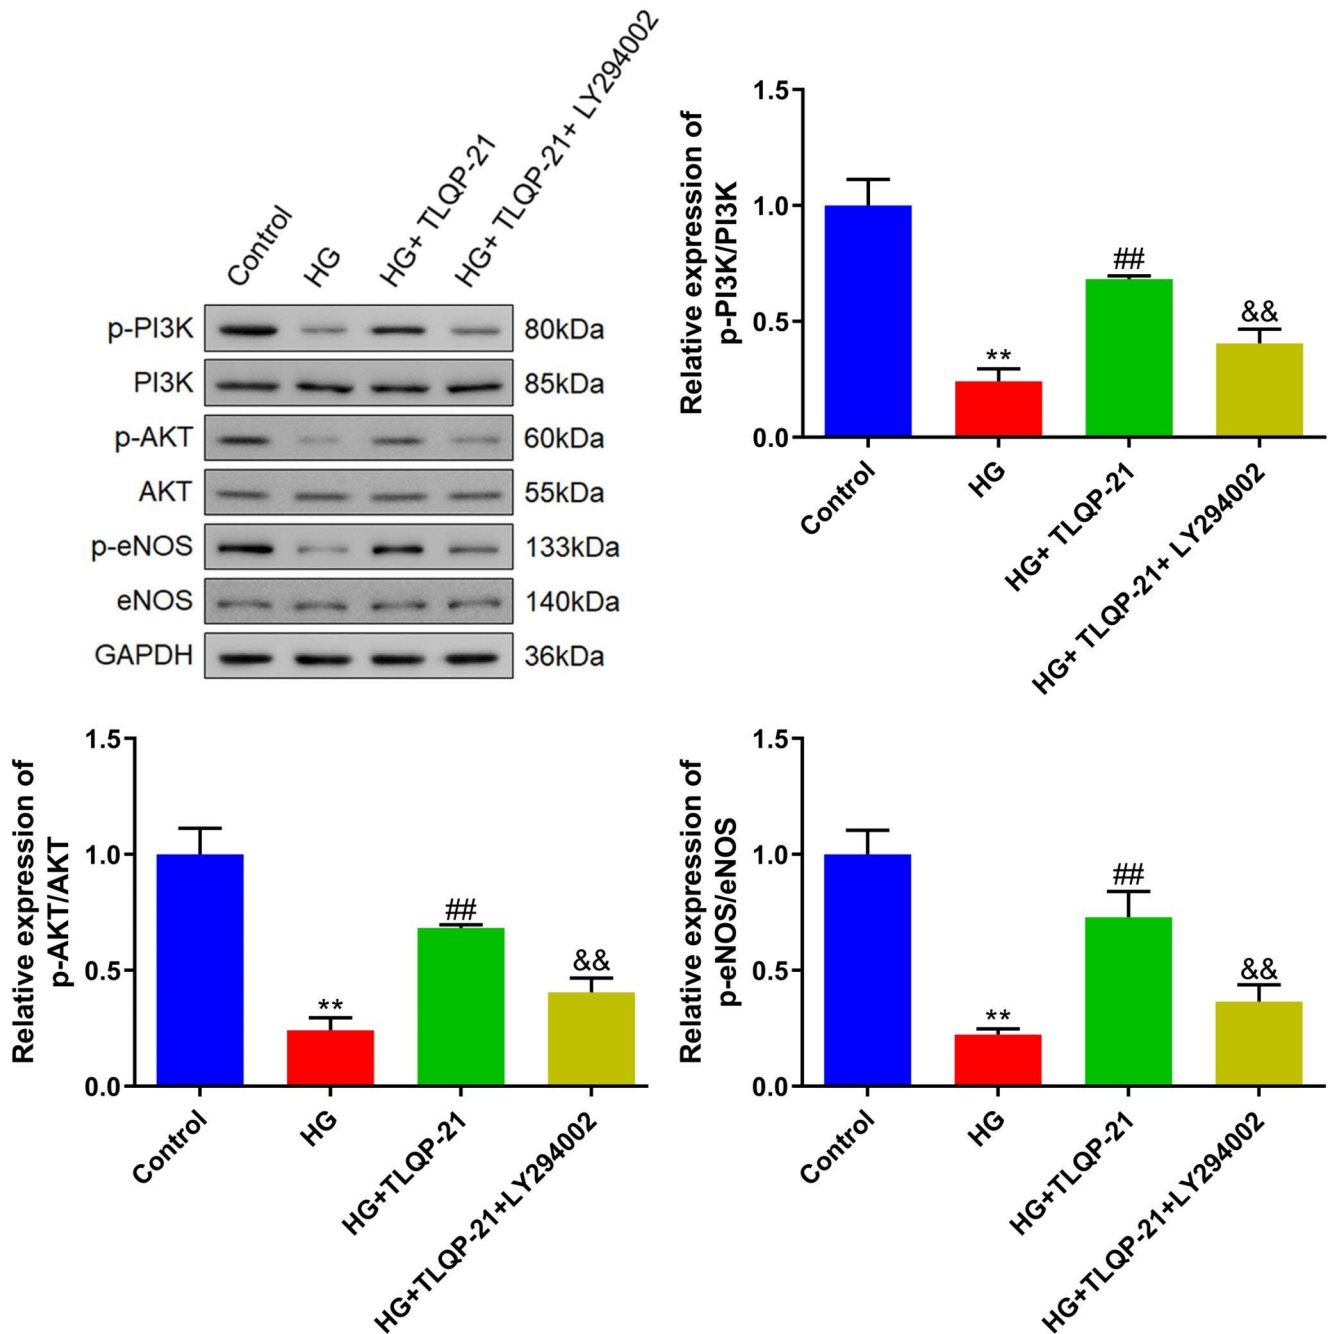 Control
HG
HG+ TLQP-21
HG+ TLQP-21+ LY294002
p-PI3K 80kDa
PI3K 85kDa
p-AKT 60kDa
AKT 55kDa
p-eNOS 133kDa
eNOS 140kDa
GAPDH 36kDa
Relative expression of
p-PI3K/PI3K
1.5
1.0
0.5
0.0
**
##
&&
Control
HG
HG+ TLQP-21
HG+ TLQP-21+ LY294002
Relative expression of
p-AKT/AKT
1.5
1.0
0.5
0.0
**
##
&&
Control
HG
HG+TLQP-21
HG+TLQP-21+LY294002
Relative expression of
p-eNOS/eNOS
1.5
1.0
0.5
0.0
**
##
&&
Control
HG
HG+TLQP-21
HG+TLQP-21+LY294002